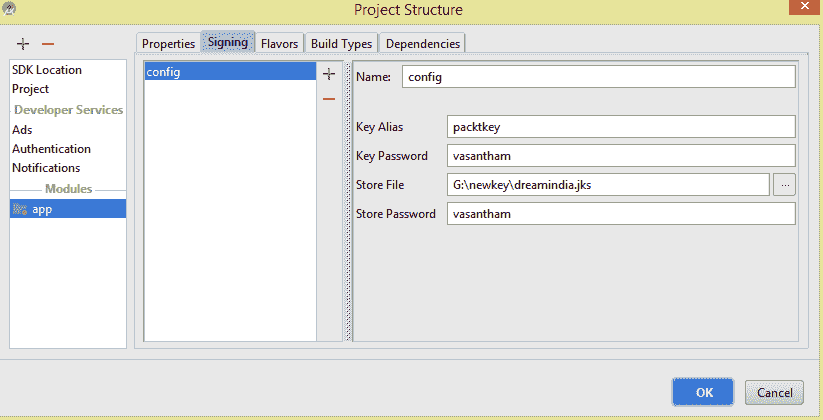 Project Structure
Properties Signing Flavors Build Types Dependencies
SDK Location
Project
Developer Services
Ads
Authentication
Notifications
Modules
app
config
Name: config
Key Alias packtkey
Key Password vasantham
Store File G:\newkey\dreamindia.jks ...
Store Password vasantham
OK Cancel